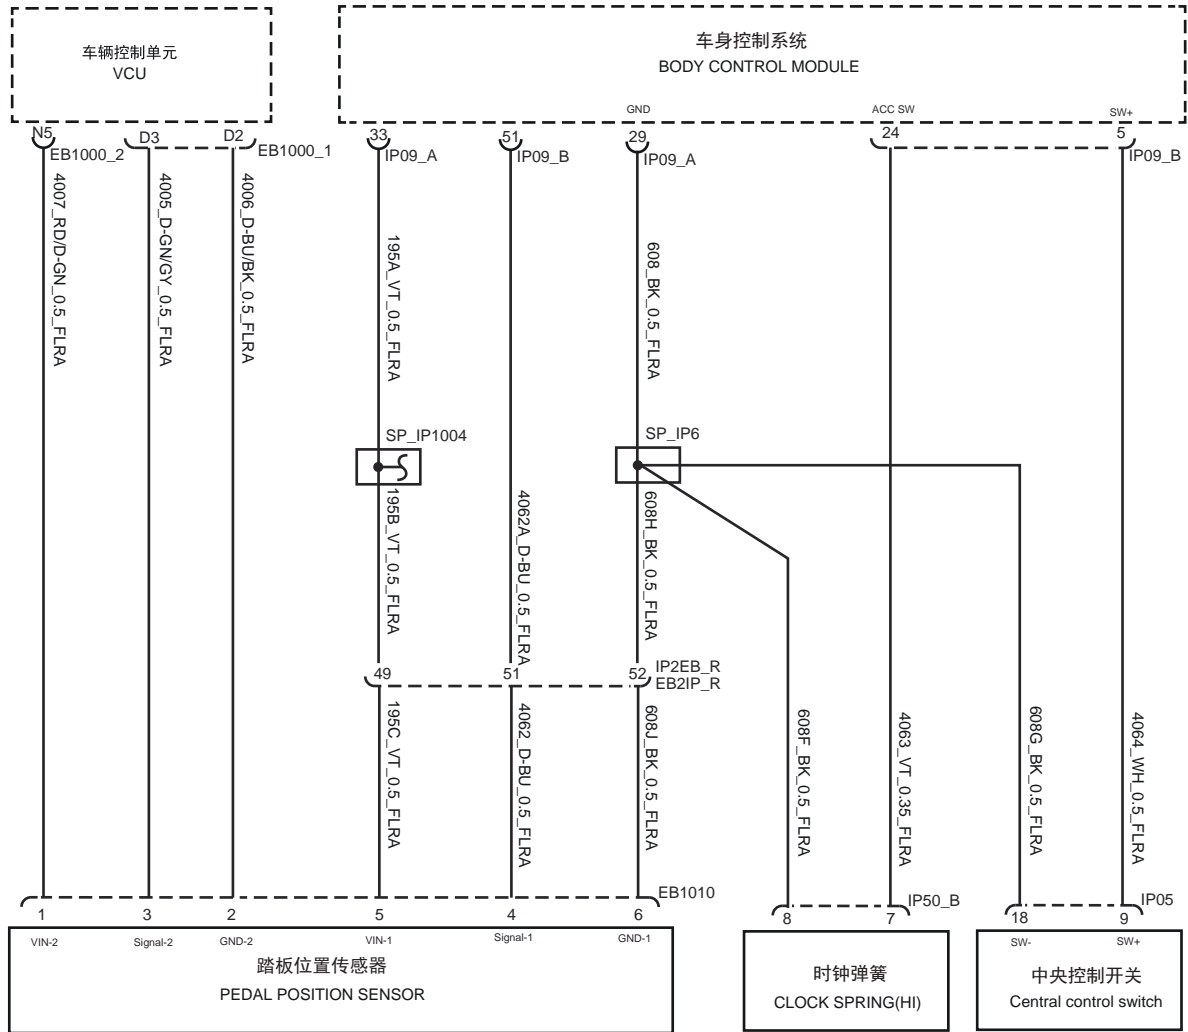 车辆控制单元
VCU
车身控制系统
BODY CONTROL MODULE
GND
ACC SW
SW+
N5
D3
D2
33
51
29
24
5
EB1000_2
EB1000_1
IP09_A
IP09_B
IP09_A
IP09_B
4007_RD/D-GN_0.5_FLRA
4005_D-GN/GY_0.5_FLRA
4006_D-BU/BK_0.5_FLRA
195A_VT_0.5_FLRA
608_BK_0.5_FLRA
SP_IP1004
SP_IP6
195B_VT_0.5_FLRA
4062A_D-BU_0.5_FLRA
608H_BK_0.5_FLRA
49
51
52
IP2EB_R
EB2IP_R
195C_VT_0.5_FLRA
4062_D-BU_0.5_FLRA
608J_BK_0.5_FLRA
608F_BK_0.5_FLRA
4063_VT_0.35_FLRA
608G_BK_0.5_FLRA
4064_WH_0.5_FLRA
EB1010
IP50_B
IP05
1
3
2
5
4
6
8
7
18
9
VIN-2
Signal-2
GND-2
VIN-1
Signal-1
GND-1
SW-
SW+
踏板位置传感器
PEDAL POSITION SENSOR
时钟弹簧
CLOCK SPRING(HI)
中央控制开关
Central control switch